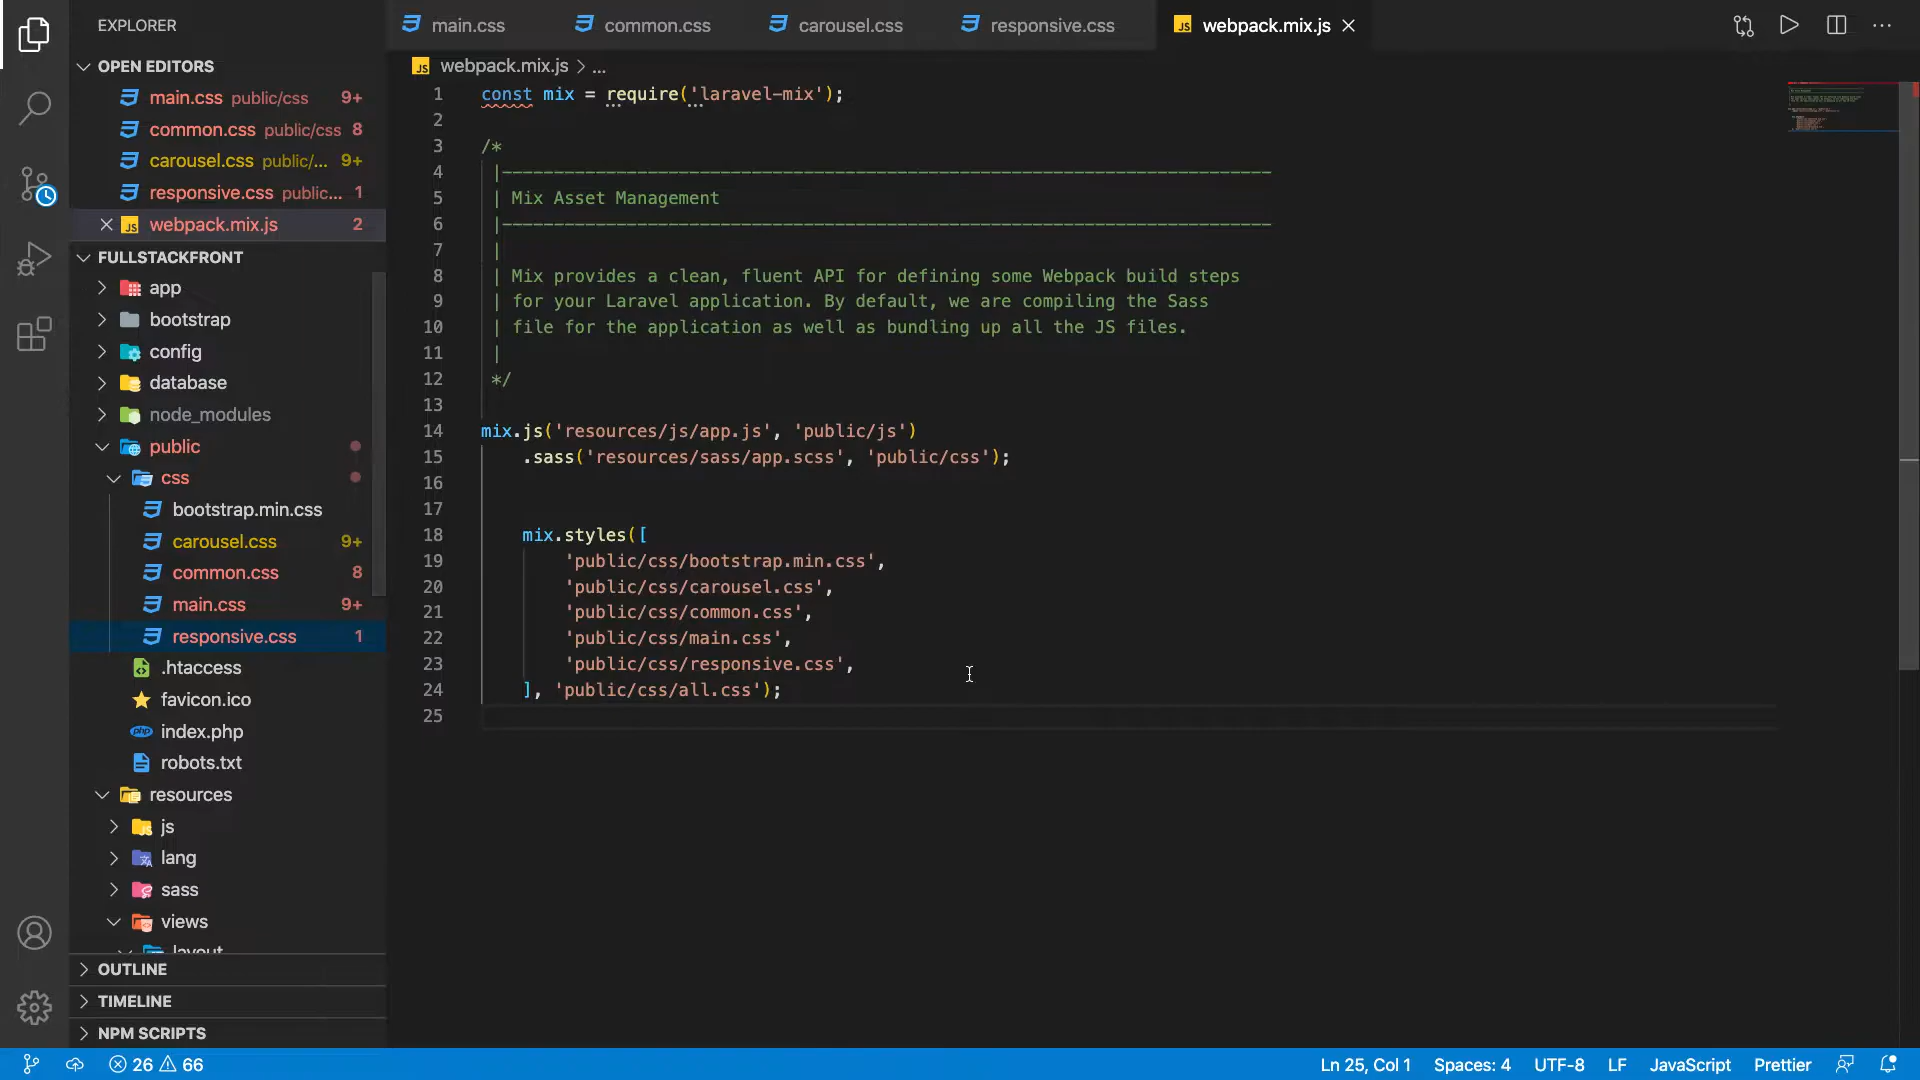 EXPLORER
main.css
common.css
carousel.css
responsive.css
JS webpack.mix.js
OPEN EDITORS
main.css public/css 9+
common.css public/css 8
carousel.css public/... 9+
responsive.css public... 1
JS webpack.mix.js 2
FULLSTACKFRONT
app
bootstrap
config
database
node_modules
public
css
bootstrap.min.css
carousel.css 9+
common.css 8
main.css 9+
responsive.css 1
.htaccess
favicon.ico
php index.php
robots.txt
resources
js
lang
sass
views
layout
OUTLINE
TIMELINE
NPM SCRIPTS
JS webpack.mix.js > ...
1 const mix = require('laravel-mix');
2
3 /*
4 |--------------------------------------------------------------------------
5 | Mix Asset Management
6 |--------------------------------------------------------------------------
7 |
8 | Mix provides a clean, fluent API for defining some Webpack build steps
9 | for your Laravel application. By default, we are compiling the Sass
10 | file for the application as well as bundling up all the JS files.
11 |
12 */
13
14 mix.js('resources/js/app.js', 'public/js')
15 .sass('resources/sass/app.scss', 'public/css');
16
17
18 mix.styles([
19 'public/css/bootstrap.min.css',
20 'public/css/carousel.css',
21 'public/css/common.css',
22 'public/css/main.css',
23 'public/css/responsive.css',
24 ], 'public/css/all.css');
25
26 66
Ln 25, Col 1 Spaces: 4 UTF-8 LF JavaScript Prettier